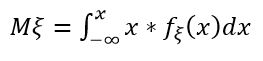 Mξ = ∫_{-∞}^{x} x * f_ξ(x)dx